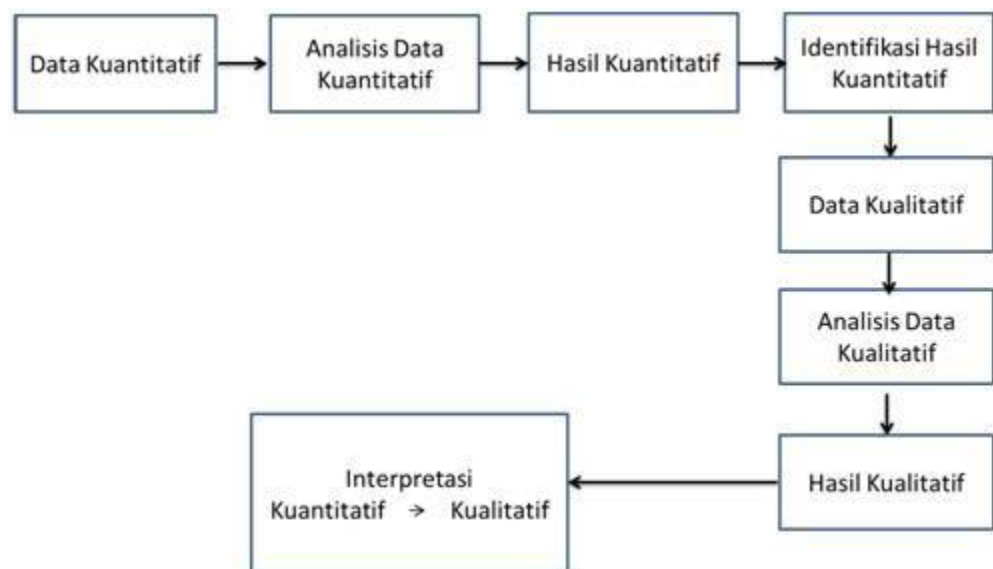 Data Kuantitatif
Analisis Data
Kuantitatif
Hasil Kuantitatif
Identifikasi Hasil
Kuantitatif
Data Kualitatif
Analisis Data
Kualitatif
Hasil Kualitatif
Interpretasi
Kuantitatif → Kualitatif